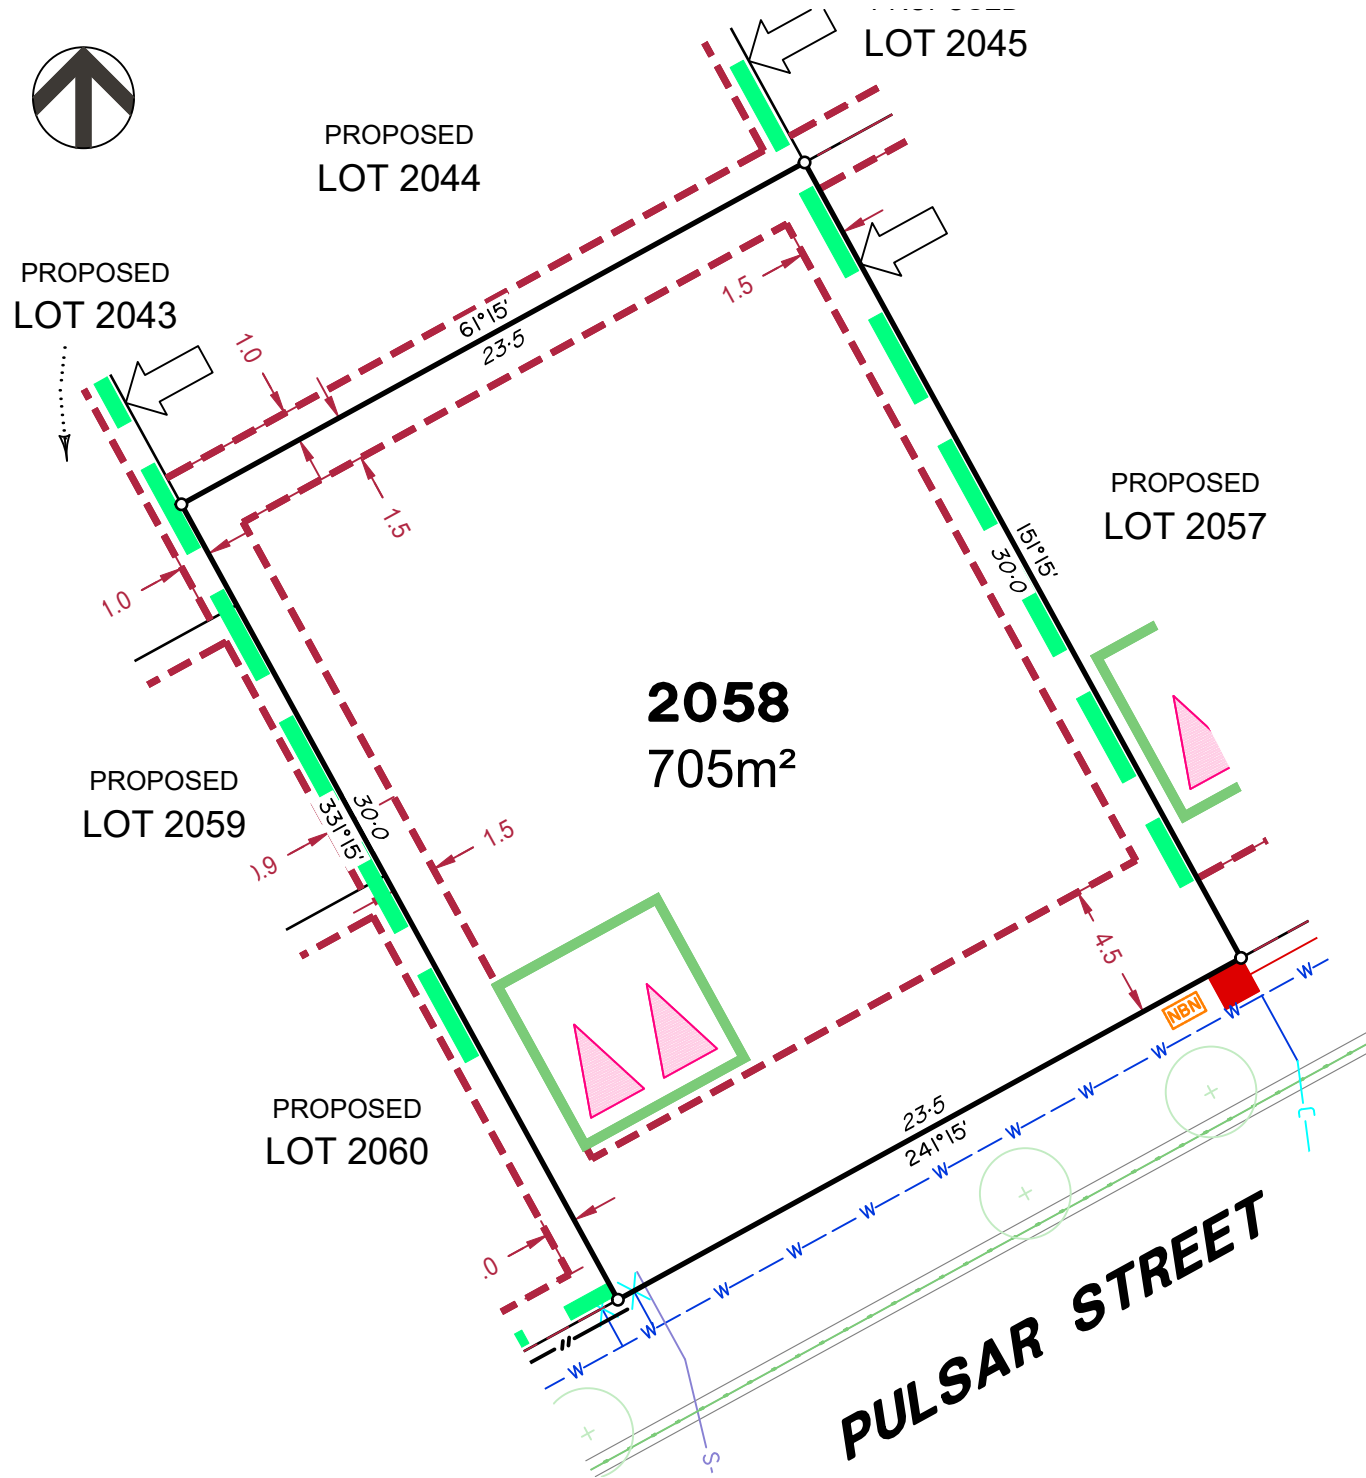 LOT 2045
PROPOSED
LOT 2044
PROPOSED
LOT 2043
61°15'
23·5
1.0
1.5
1.5
PROPOSED
LOT 2057
151°15'
30·0
1.0
2058
705m²
PROPOSED
LOT 2059
30·0
331°15'
1.5
4.5
NBN
PROPOSED
LOT 2060
23·5
241°15'
W
W
W
W
W
W
W
W
W
W
W
S
PULSAR STREET